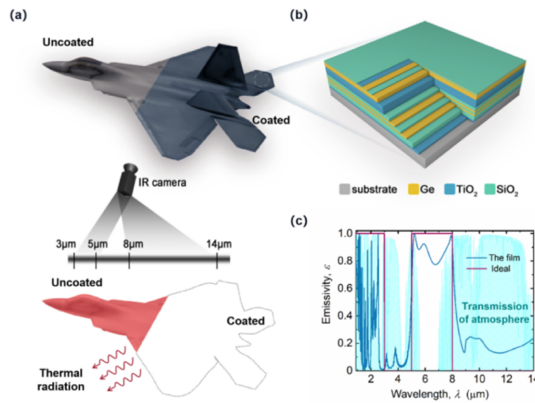 (a)
Uncoated
Coated
IR camera
3μm
5μm
8μm
14μm
Uncoated
Coated
Thermal
radiation
(b)
substrate
Ge
TiO₂
SiO₂
(c)
1.0
0.8
0.6
0.4
0.2
0
Emissivity, ε
The film
Ideal
Transmission
of atmosphere
2 4 6 8 10 12 14
Wavelength, λ (μm)